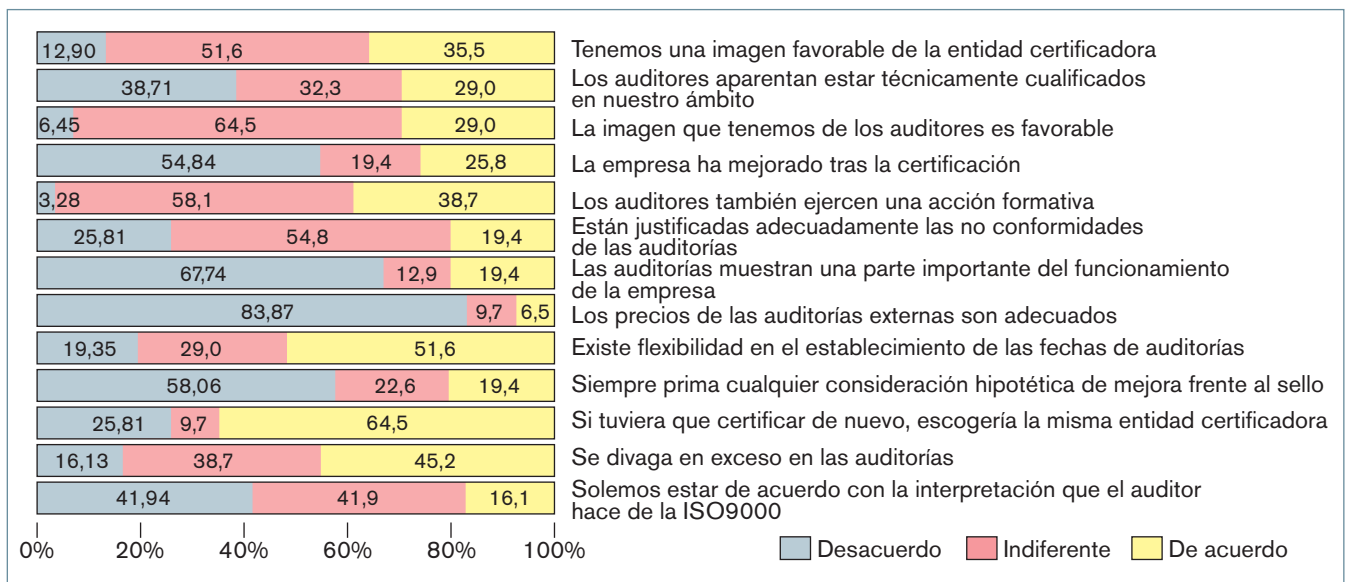 12,90 51,6 35,5 Tenemos una imagen favorable de la entidad certificadora
38,71 32,3 29,0 Los auditores aparentan estar técnicamente cualificados
en nuestro ámbito
6,45 64,5 29,0 La imagen que tenemos de los auditores es favorable
54,84 19,4 25,8 La empresa ha mejorado tras la certificación
3,28 58,1 38,7 Los auditores también ejercen una acción formativa
25,81 54,8 19,4 Están justificadas adecuadamente las no conformidades
de las auditorías
67,74 12,9 19,4 Las auditorías muestran una parte importante del funcionamiento
de la empresa
83,87 9,7 6,5 Los precios de las auditorías externas son adecuados
19,35 29,0 51,6 Existe flexibilidad en el establecimiento de las fechas de auditorías
58,06 22,6 19,4 Siempre prima cualquier consideración hipotética de mejora frente al sello
25,81 9,7 64,5 Si tuviera que certificar de nuevo, escogería la misma entidad certificadora
16,13 38,7 45,2 Se divaga en exceso en las auditorías
41,94 41,9 16,1 Solemos estar de acuerdo con la interpretación que el auditor
hace de la ISO9000
0% 20% 40% 60% 80% 100%
Desacuerdo Indiferente De acuerdo